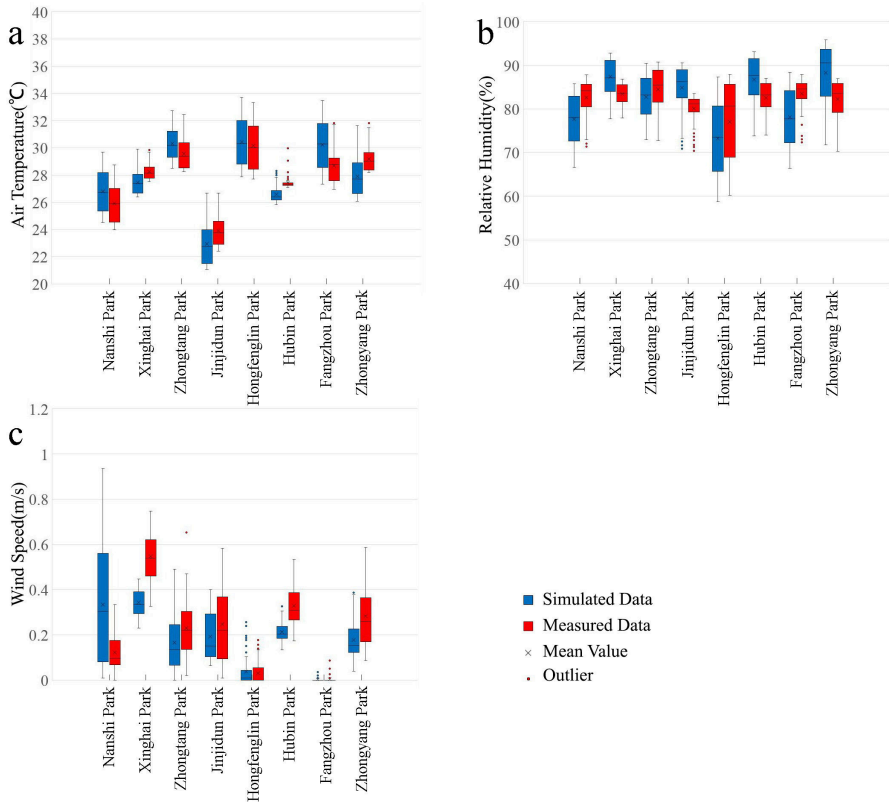 a
Air Temperature(℃)
40
38
36
34
32
30
28
26
24
22
20
Nanshi Park
Xinghai Park
Zhongtang Park
Jinjidun Park
Hongfenglin Park
Hubin Park
Fangzhou Park
Zhongyang Park
b
Relative Humidity(%)
100
90
80
70
60
50
40
Nanshi Park
Xinghai Park
Zhongtang Park
Jinjidun Park
Hongfenglin Park
Hubin Park
Fangzhou Park
Zhongyang Park
c
Wind Speed(m/s)
1.2
1
0.8
0.6
0.4
0.2
0
Nanshi Park
Xinghai Park
Zhongtang Park
Jinjidun Park
Hongfenglin Park
Hubin Park
Fangzhou Park
Zhongyang Park
Simulated Data
Measured Data
Mean Value
Outlier